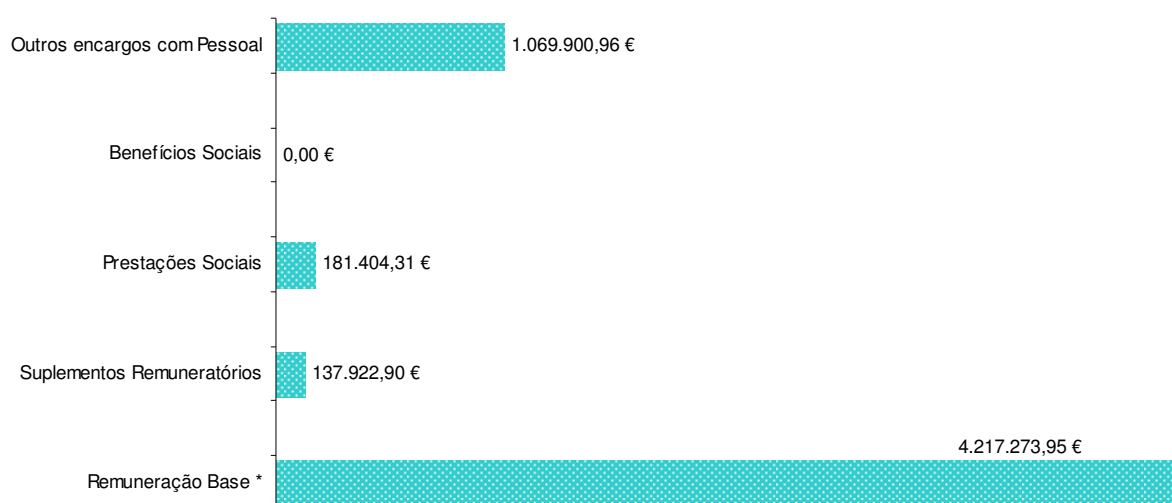 Outros encargos com Pessoal 1.069.900,96 €
Benefícios Sociais 0,00 €
Prestações Sociais 181.404,31 €
Suplementos Remuneratórios 137.922,90 €
4.217.273,95 €
Remuneração Base *